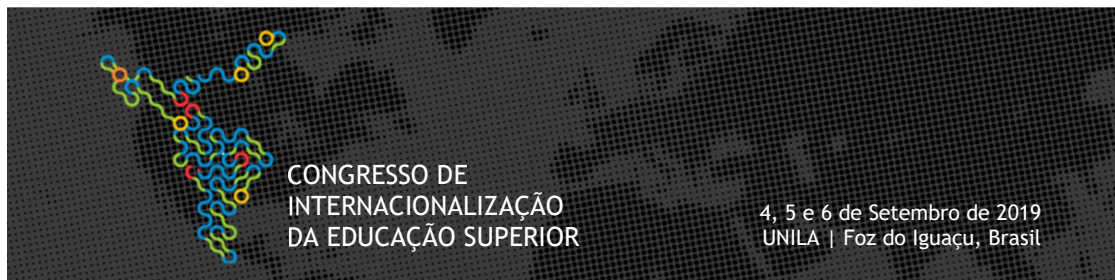 CONGRESSO DE
INTERNACIONALIZAÇÃO
DA EDUCAÇÃO SUPERIOR
4, 5 e 6 de Setembro de 2019
UNILA | Foz do Iguaçu, Brasil